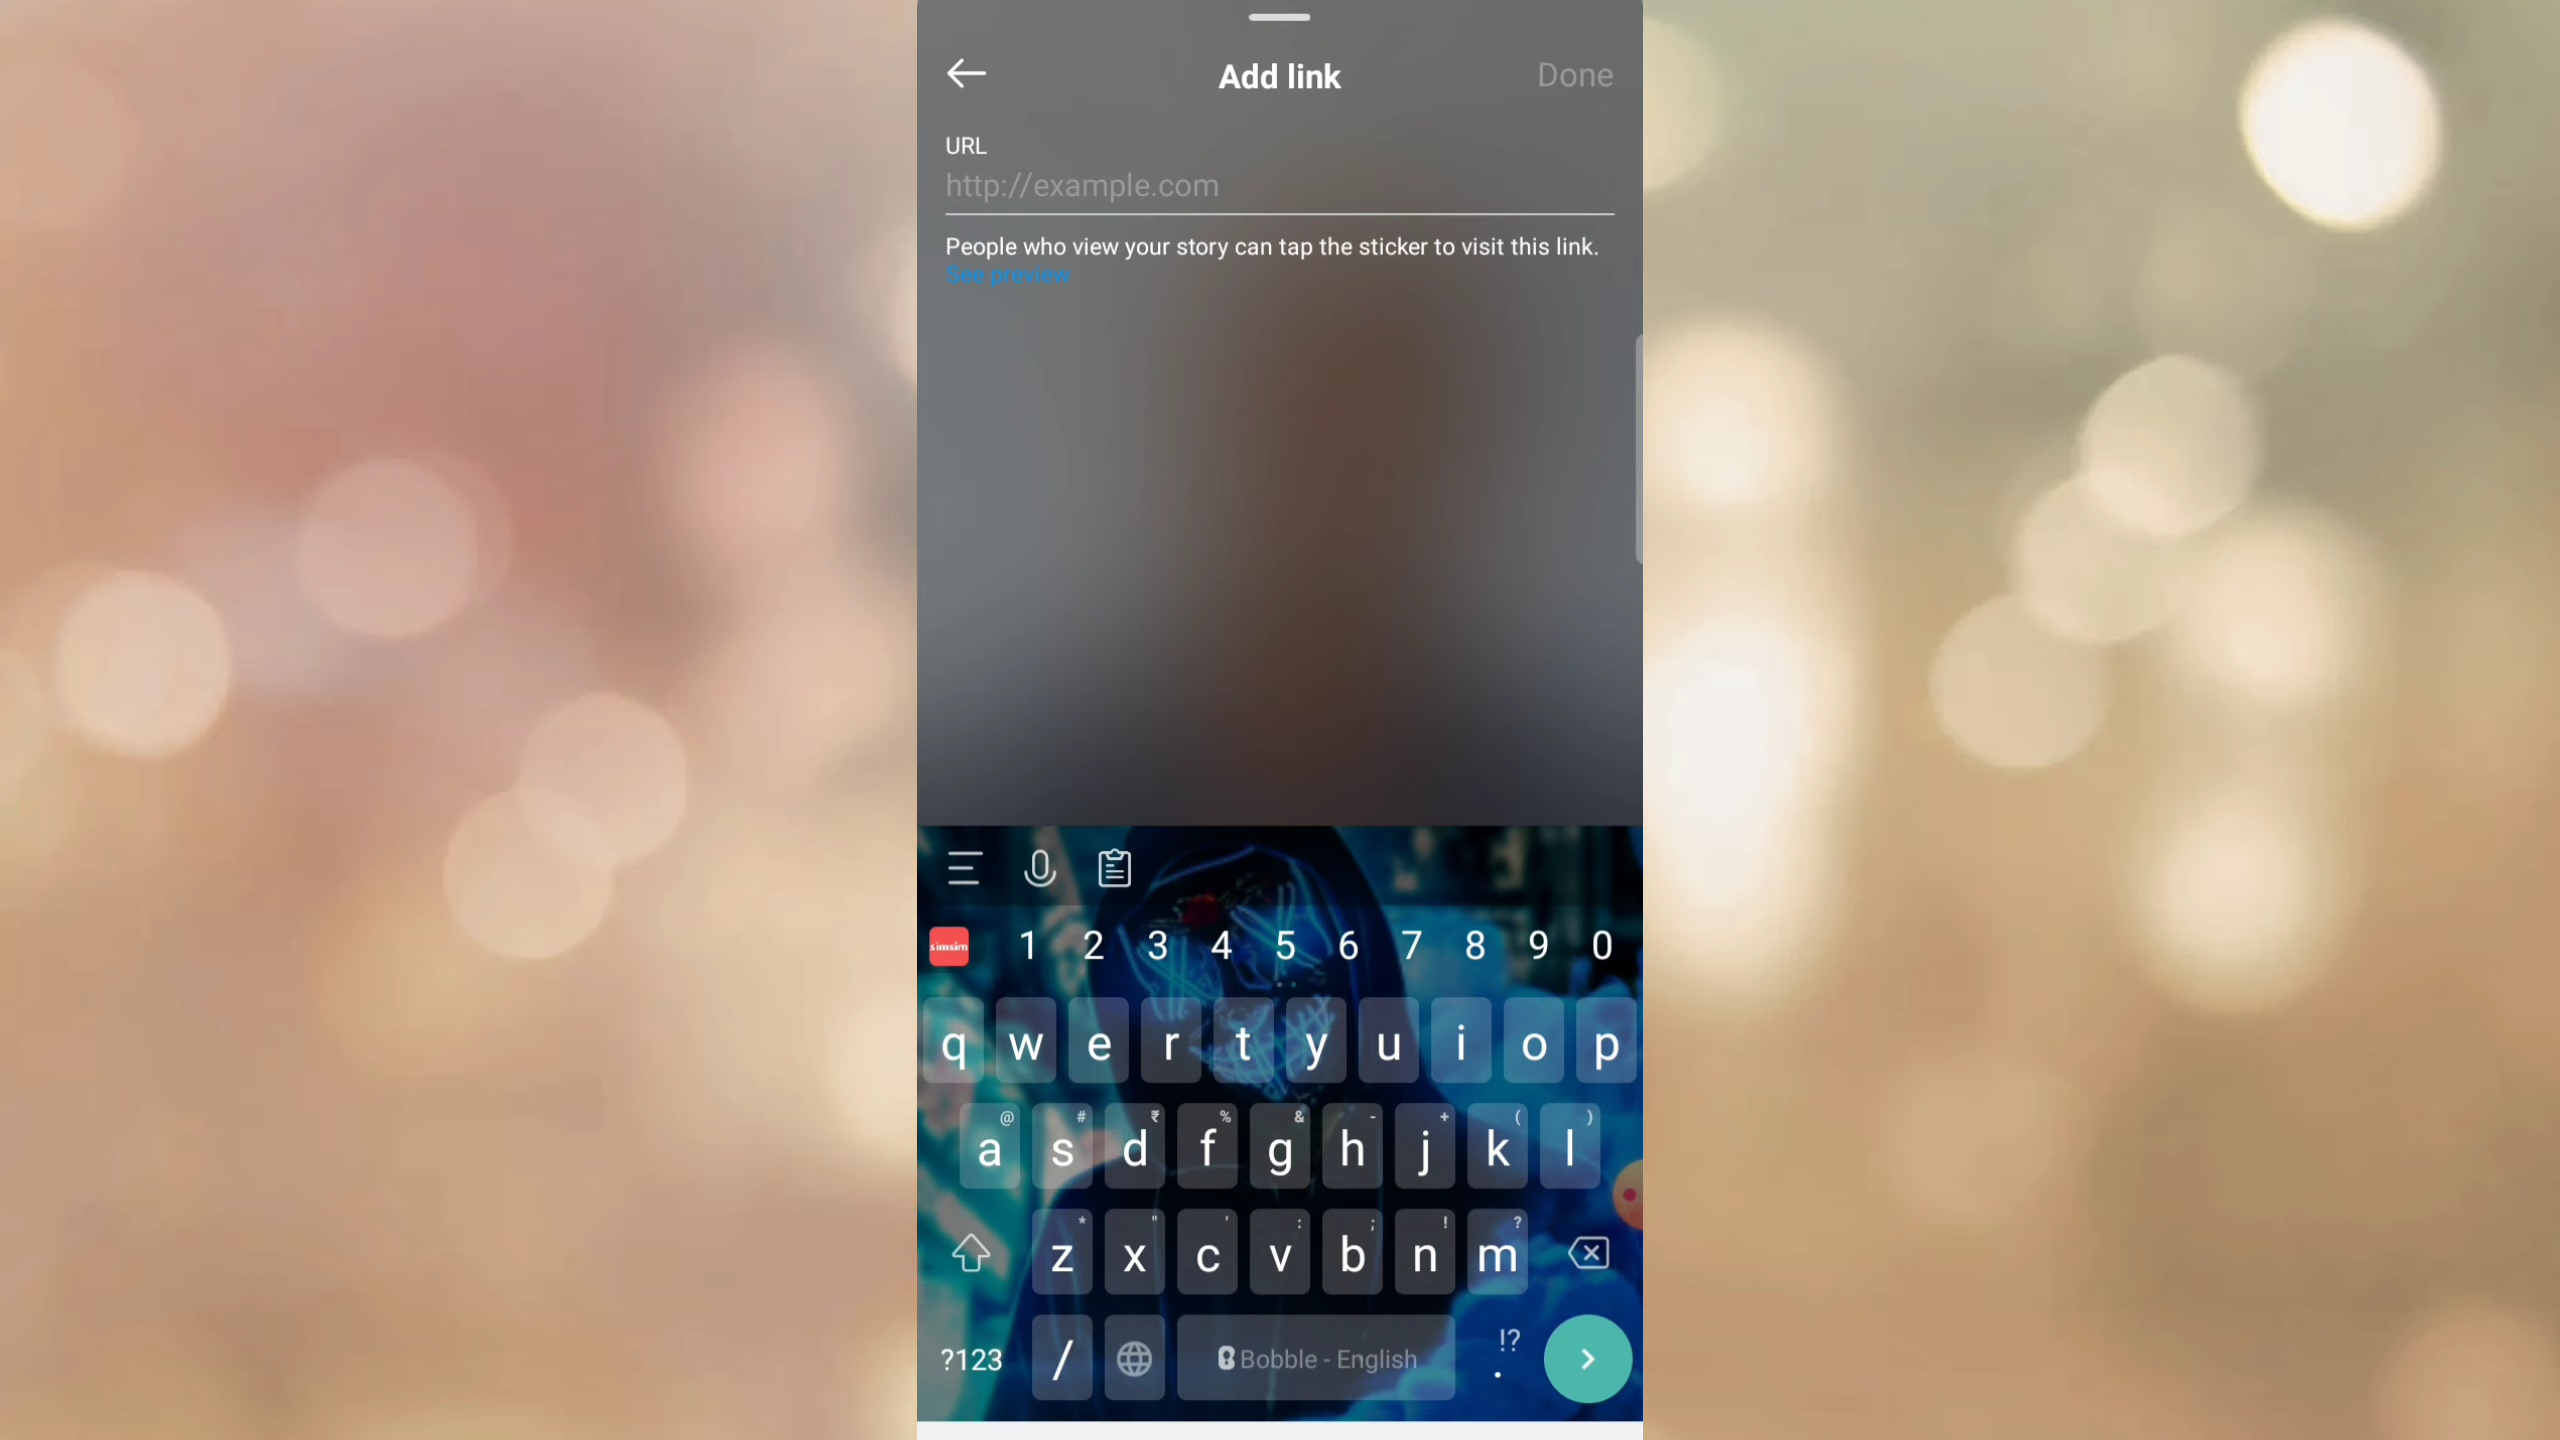 Add link
Done
URL
http://example.com
People who view your story can tap the sticker to visit this link.
See preview
simsim 1 2 3 4 5 6 7 8 9 0
q w e r t y u i o p
@ # ₹ % & - + ( )
a s d f g h j k l
* " ' : ; ! ?
z x c v b n m
!?
?123 / Bobble - English .